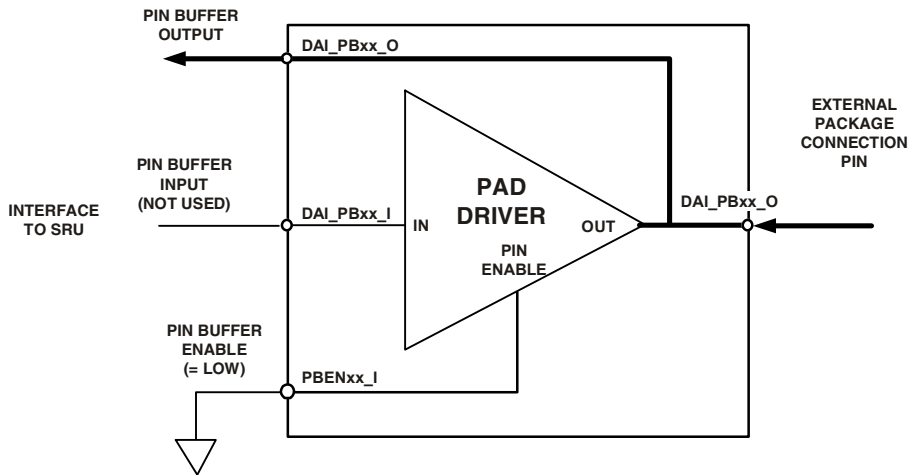 PIN BUFFER
OUTPUT
DAI_PBxx_O
EXTERNAL
PACKAGE
CONNECTION
PIN
PIN BUFFER
INPUT
(NOT USED)
INTERFACE
TO SRU
DAI_PBxx_I
IN
PAD
DRIVER
OUT
DAI_PBxx_O
PIN
ENABLE
PIN BUFFER
ENABLE
(= LOW)
PBENxx_I